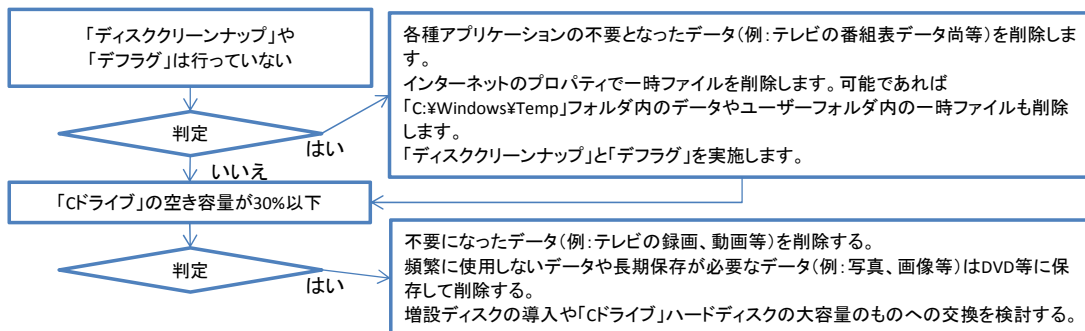 「ディスククリーンナップ」や
「デフラグ」は行っていない
判定
はい
いいえ
各種アプリケーションの不要となったデータ(例:テレビの番組表データ尚等)を削除しま
す。
インターネットのプロパティで一時ファイルを削除します。可能であれば
「C:¥Windows¥Temp」フォルダ内のデータやユーザーフォルダ内の一時ファイルも削除
します。
「ディスククリーンナップ」と「デフラグ」を実施します。
「Cドライブ」の空き容量が30%以下
判定
はい
不要になったデータ(例:テレビの録画、動画等)を削除する。
頻繁に使用しないデータや長期保存が必要なデータ(例:写真、画像等)はDVD等に保
存して削除する。
増設ディスクの導入や「Cドライブ」ハードディスクの大容量のものへの交換を検討する。